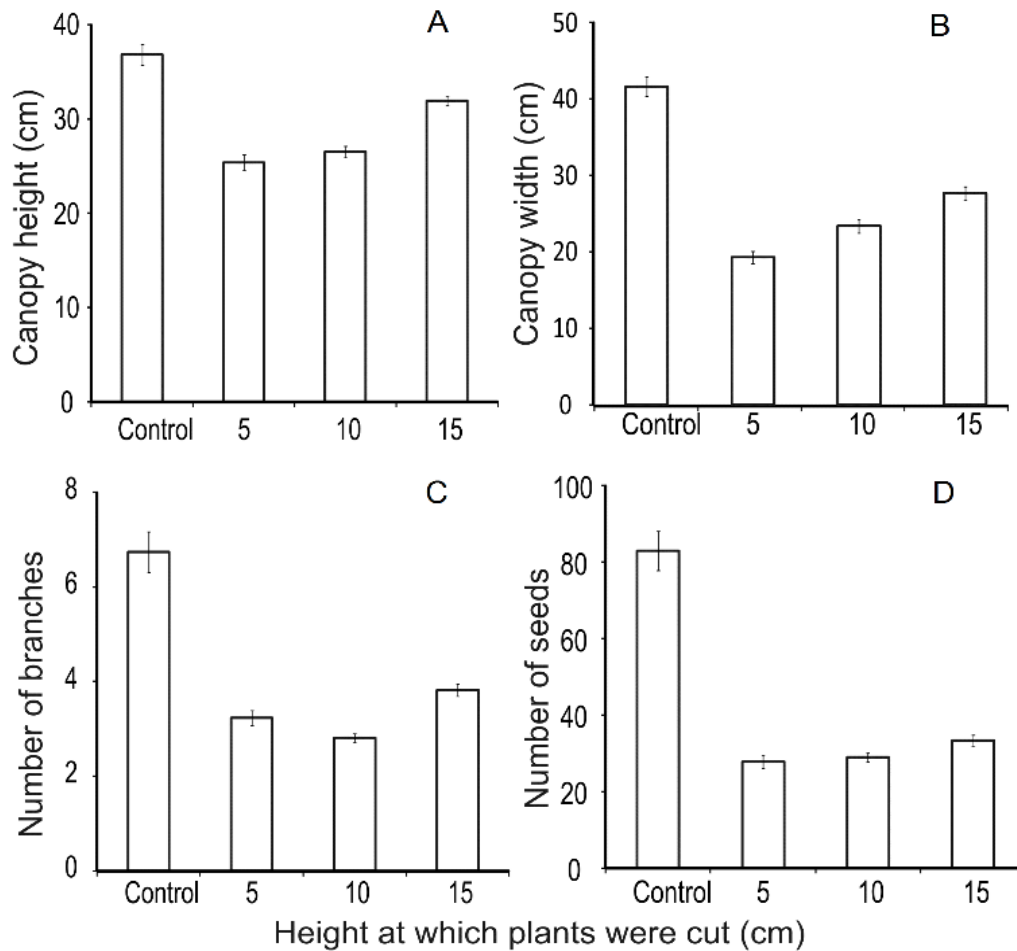 A
Canopy height (cm)
40
30
20
10
0
Control 5 10 15
B
Canopy width (cm)
50
40
30
20
10
0
Control 5 10 15
C
Number of branches
8
6
4
2
0
Control 5 10 15
D
Number of seeds
100
80
60
40
20
0
Control 5 10 15
Height at which plants were cut (cm)